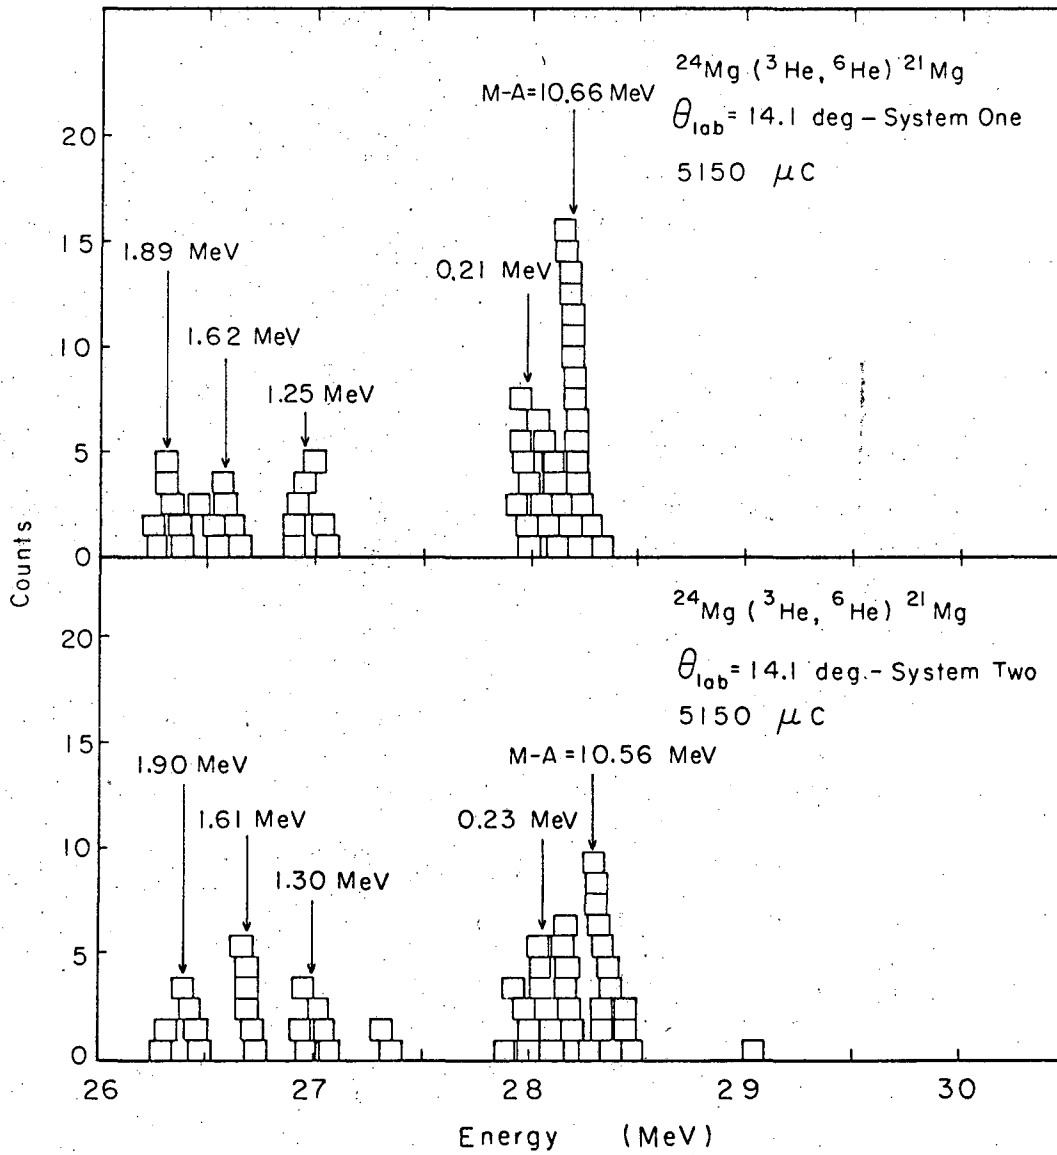 ²⁴Mg (³He, ⁶He) ²¹Mg
M-A=10.66 MeV
θlab = 14.1 deg - System One
20
5150 μC
15
1.89 MeV
0.21 MeV
1.62 MeV
10
1.25 MeV
5
0
Counts
²⁴Mg (³He, ⁶He) ²¹Mg
20
θlab = 14.1 deg. - System Two
5150 μC
15
M-A=10.56 MeV
1.90 MeV
1.61 MeV
0.23 MeV
10
1.30 MeV
5
0
26 27 28 29 30
Energy (MeV)